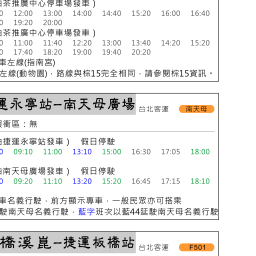 茶推廣中心停車場發車）
12:00 13:00 14:00 14:40 15:20 16:00 16:40
19:20 20:00
茶推廣中心停車場發車）
11:00 11:40 12:20 13:00 13:40 14:20 15:20
17:40 18:20 19:00 19:40 20:20
車左線(指南宮)
左線(動物園)，路線與棕15完全相同，請參閱棕15資訊。
運永寧站－南天母廣場 台北客運 南天母
衝區：無
捷運永寧站發車） 假日停駛
09:10 11:00 13:10 15:00 16:30 17:05 18:00
南天母廣場發車） 假日停駛
09:20 11:10 13:20 15:20 16:45 17:15 18:10
車名義行駛，前方顯示專車，一般民眾亦可搭乘
駛南天母名義行駛，藍字班次以藍44延駛南天母名義行駛
橋溪崑－捷運板橋站 台北客運 F501